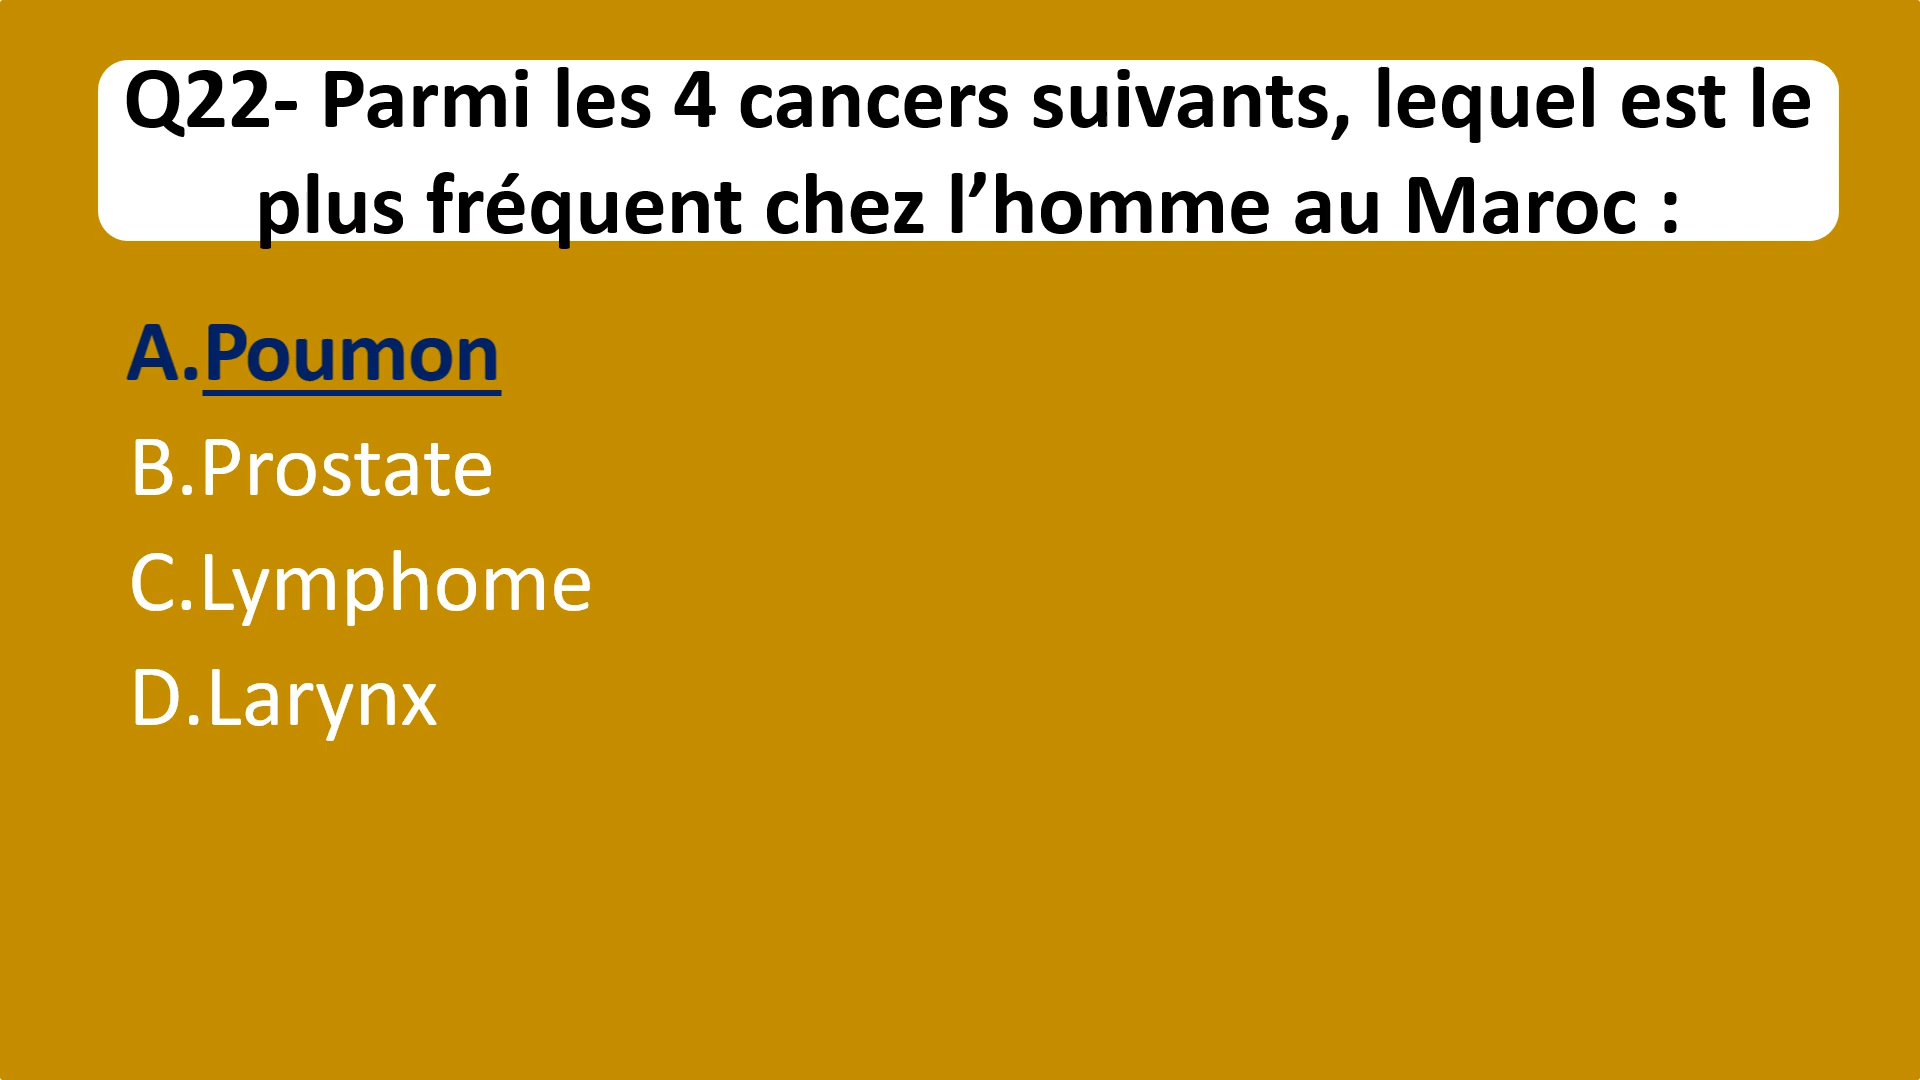 Q22- Parmi les 4 cancers suivants, lequel est le
plus fréquent chez l’homme au Maroc :
A.Poumon
B.Prostate
C.Lymphome
D.Larynx